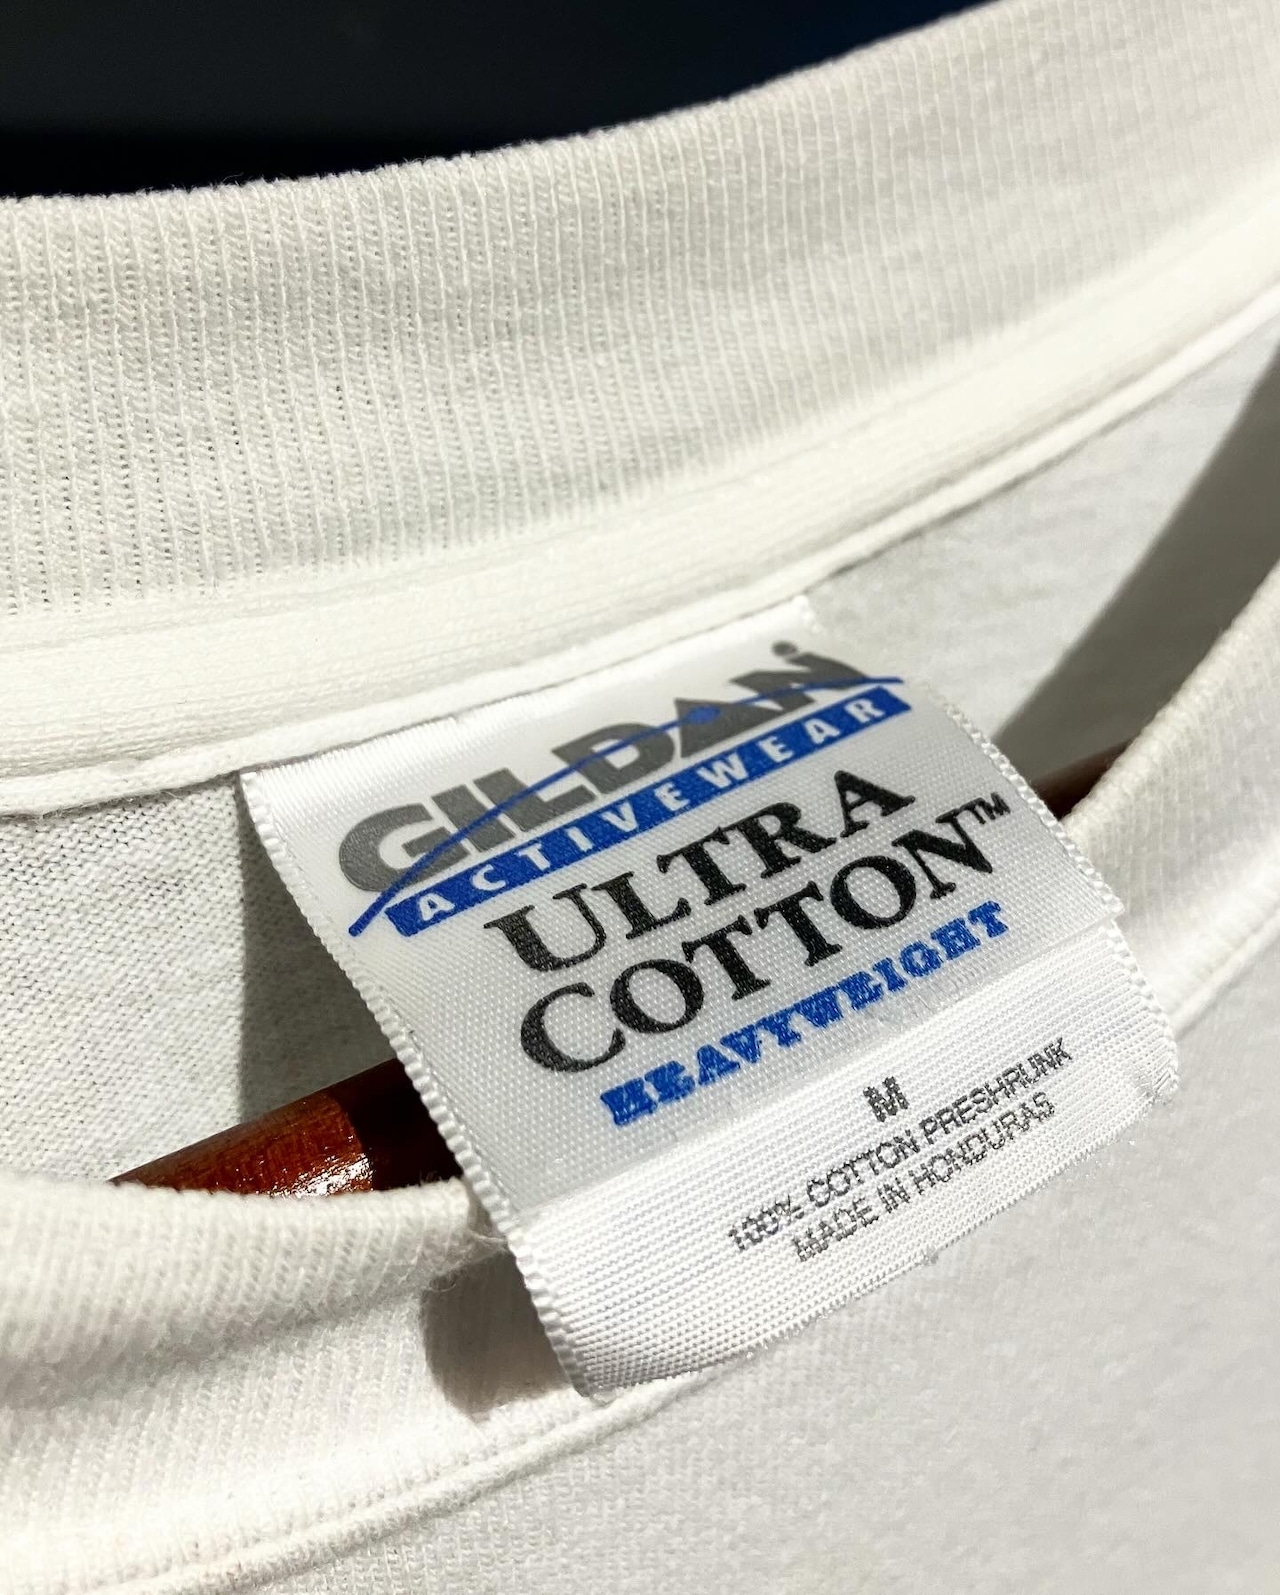 GILDAN
ACTIVEWEAR
ULTRA
COTTON™
HEAVYWEIGHT
M
100% COTTON PRESHRUNK
MADE IN HONDURAS